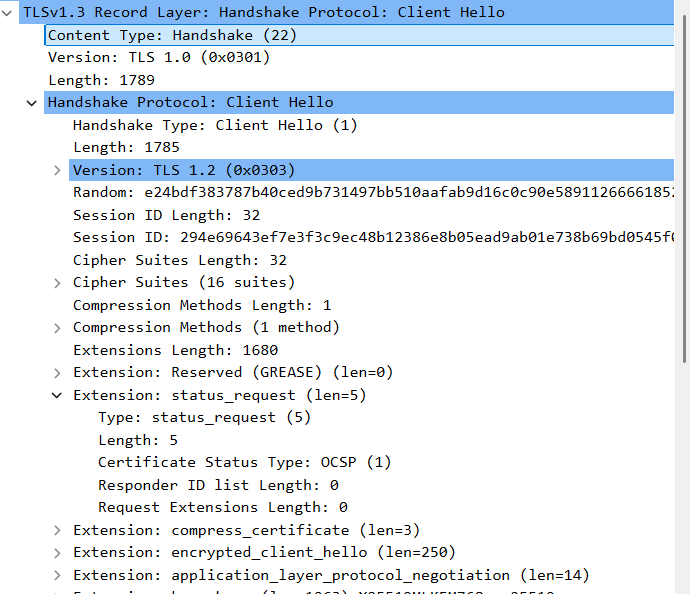 TLSv1.3 Record Layer: Handshake Protocol: Client Hello
Content Type: Handshake (22)
Version: TLS 1.0 (0x0301)
Length: 1789
Handshake Protocol: Client Hello
Handshake Type: Client Hello (1)
Length: 1785
Version: TLS 1.2 (0x0303)
Random: e24bdf383787b40ced9b731497bb510aafab9d16c0c90e58911266661852
Session ID Length: 32
Session ID: 294e69643ef7e3f3c9ec48b12386e8b05ead9ab01e738b69bd0545f0
Cipher Suites Length: 32
Cipher Suites (16 suites)
Compression Methods Length: 1
Compression Methods (1 method)
Extensions Length: 1680
Extension: Reserved (GREASE) (len=0)
Extension: status_request (len=5)
Type: status_request (5)
Length: 5
Certificate Status Type: OCSP (1)
Responder ID list Length: 0
Request Extensions Length: 0
Extension: compress_certificate (len=3)
Extension: encrypted_client_hello (len=250)
Extension: application_layer_protocol_negotiation (len=14)